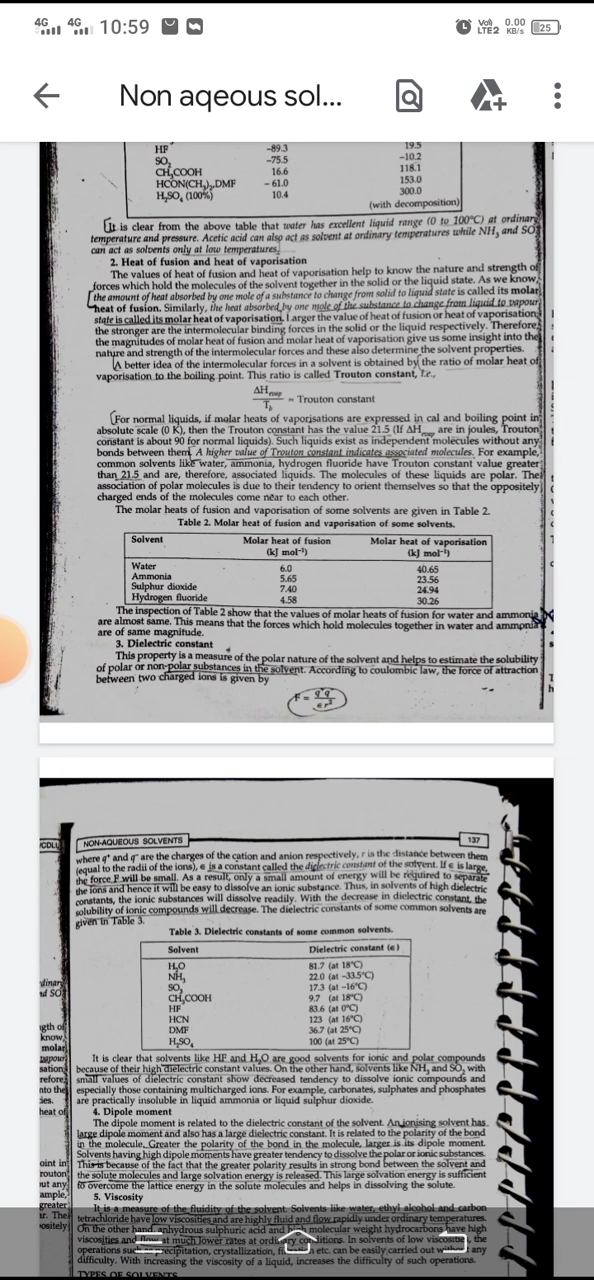 4G 4G 10:59 Vol) LTE2 0.00 KB/s 25
Non aqeous sol...
HF -89.3 19.5
SO₂ -75.5 -10.2
CH₃COOH 16.6 118.1
HCON(CH₃)₂,DMF - 61.0 153.0
H₂SO₄ (100%) 10.4 300.0
(with decomposition)
It is clear from the above table that water has excellent liquid range (0 to 100°C) at ordinary
temperature and pressure. Acetic acid can also act as solvent at ordinary temperatures while NH₃ and SO₂
can act as solvents only at low temperatures.
2. Heat of fusion and heat of vaporisation
The values of heat of fusion and heat of vaporisation help to know the nature and strength of
forces which hold the molecules of the solvent together in the solid or the liquid state. As we know,
the amount of heat absorbed by one mole of a substance to change from solid to liquid state is called its molar
heat of fusion. Similarly, the heat absorbed by one mole of the substance to change from liquid to vapour
state is called its molar heat of vaporisation. Larger the value of heat of fusion or heat of vaporisation
the stronger are the intermolecular binding forces in the solid or the liquid respectively. Therefore,
the magnitudes of molar heat of fusion and molar heat of vaporisation give us some insight into the
nature and strength of the intermolecular forces and these also determine the solvent properties.
A better idea of the intermolecular forces in a solvent is obtained by the ratio of molar heat of
vaporisation to the boiling point. This ratio is called Trouton constant, i.e.,
ΔHvap / Tb = Trouton constant
For normal liquids, if molar heats of vaporisations are expressed in cal and boiling point in
absolute scale (0 K), then the Trouton constant has the value 21.5 (If ΔHvap are in joules, Trouton
constant is about 90 for normal liquids). Such liquids exist as independent molecules without any
bonds between them. A higher value of Trouton constant indicates associated molecules. For example,
common solvents like water, ammonia, hydrogen fluoride have Trouton constant value greater
than 21.5 and are, therefore, associated liquids. The molecules of these liquids are polar. The
association of polar molecules is due to their tendency to orient themselves so that the oppositely
charged ends of the molecules come near to each other.
The molar heats of fusion and vaporisation of some solvents are given in Table 2.
Table 2. Molar heat of fusion and vaporisation of some solvents.
Solvent Molar heat of fusion Molar heat of vaporisation
(kJ mol⁻¹) (kJ mol⁻¹)
Water 6.0 40.65
Ammonia 5.65 23.56
Sulphur dioxide 7.40 24.94
Hydrogen fluoride 4.58 30.26
The inspection of Table 2 show that the values of molar heats of fusion for water and ammonia
are almost same. This means that the forces which hold molecules together in water and ammonia
are of same magnitude.
3. Dielectric constant
This property is a measure of the polar nature of the solvent and helps to estimate the solubility
of polar or non-polar substances in the solvent. According to coulombic law, the force of attraction
between two charged ions is given by
F = q⁺q⁻ / εr²
NON-AQUEOUS SOLVENTS 137
where q⁺ and q⁻ are the charges of the cation and anion respectively, r is the distance between them
(equal to the radii of the ions), ε is a constant called the dielectric constant of the solvent. If ε is large,
the force F will be small. As a result, only a small amount of energy will be required to separate
the ions and hence it will be easy to dissolve an ionic substance. Thus, in solvents of high dielectric
constants, the ionic substances will dissolve readily. With the decrease in dielectric constant, the
solubility of ionic compounds will decrease. The dielectric constants of some common solvents are
given in Table 3.
Table 3. Dielectric constants of some common solvents.
Solvent Dielectric constant (ε)
H₂O 81.7 (at 18°C)
NH₃ 22.0 (at -33.5°C)
SO₂ 17.3 (at -16°C)
CH₃COOH 9.7 (at 18°C)
HF 83.6 (at 0°C)
HCN 123 (at 16°C)
DMF 36.7 (at 25°C)
H₂SO₄ 100 (at 25°C)
It is clear that solvents like HF and H₂O are good solvents for ionic and polar compounds
because of their high dielectric constant values. On the other hand, solvents like NH₃ and SO₂ with
small values of dielectric constant show decreased tendency to dissolve ionic compounds and
especially those containing multicharged ions. For example, carbonates, sulphates and phosphates
are practically insoluble in liquid ammonia or liquid sulphur dioxide.
4. Dipole moment
The dipole moment is related to the dielectric constant of the solvent. An ionising solvent has
large dipole moment and also has a large dielectric constant. It is related to the polarity of the bond
in the molecule. Greater the polarity of the bond in the molecule, larger is its dipole moment.
Solvents having high dipole moments have greater tendency to dissolve the polar or ionic substances.
This is because of the fact that the greater polarity results in strong bond between the solvent and
the solute molecules and large solvation energy is released. This large solvation energy is sufficient
to overcome the lattice energy in the solute molecules and helps in dissolving the solute.
5. Viscosity
It is a measure of the fluidity of the solvent. Solvents like water, ethyl alcohol and carbon
tetrachloride have low viscosities and are highly fluid and flow rapidly under ordinary temperatures.
On the other hand, anhydrous sulphuric acid and high molecular weight hydrocarbons have high
viscosities and flow at much lower rates at ordinary conditions. In solvents of low viscosities, the
operations such as precipitation, crystallization, filtration etc. can be easily carried out without any
difficulty. With increasing the viscosity of a liquid, increases the difficulty of such operations.
TYPES OF SOLVENTS